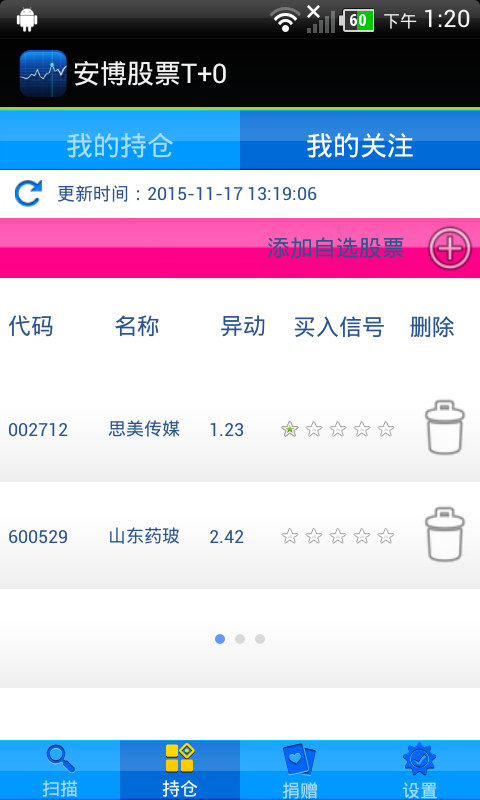 60 下午 1:20
安博股票T+0
我的持仓 我的关注
更新时间：2015-11-17 13:19:06
添加自选股票
代码 名称 异动 买入信号 删除
002712 思美传媒 1.23
600529 山东药玻 2.42
扫描 持仓 捐赠 设置